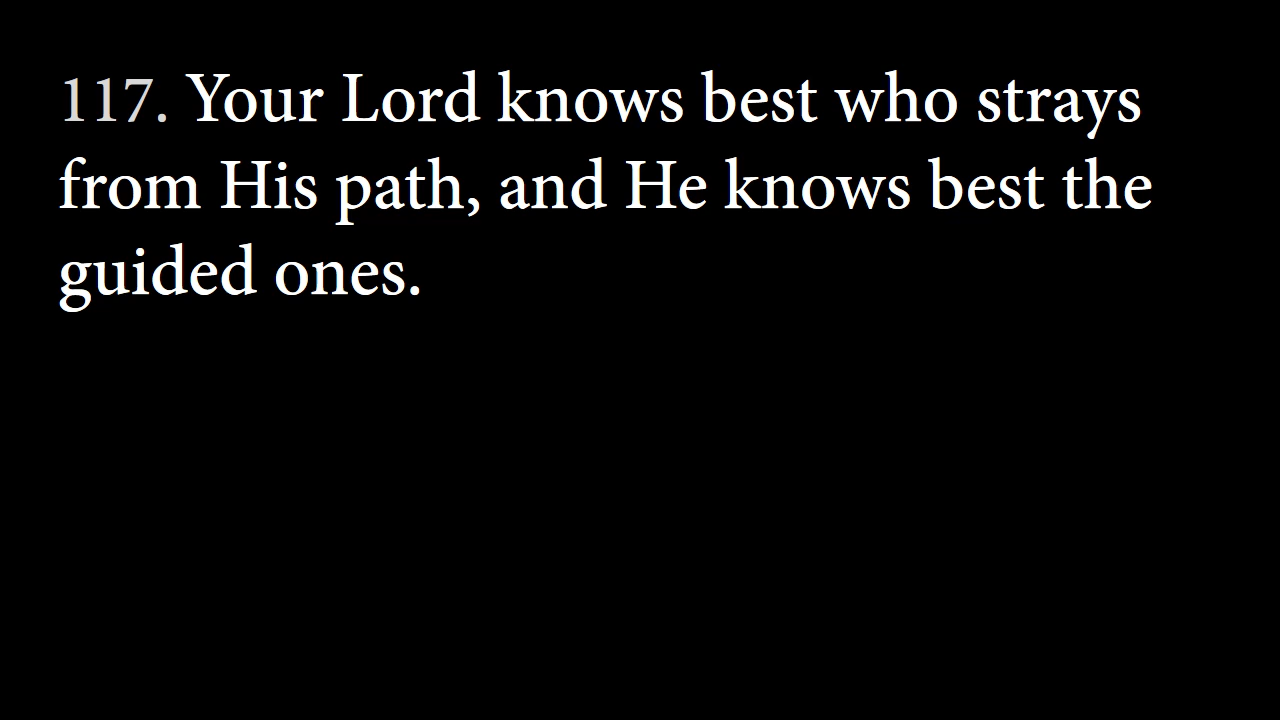 117. Your Lord knows best who strays
from His path, and He knows best the
guided ones.